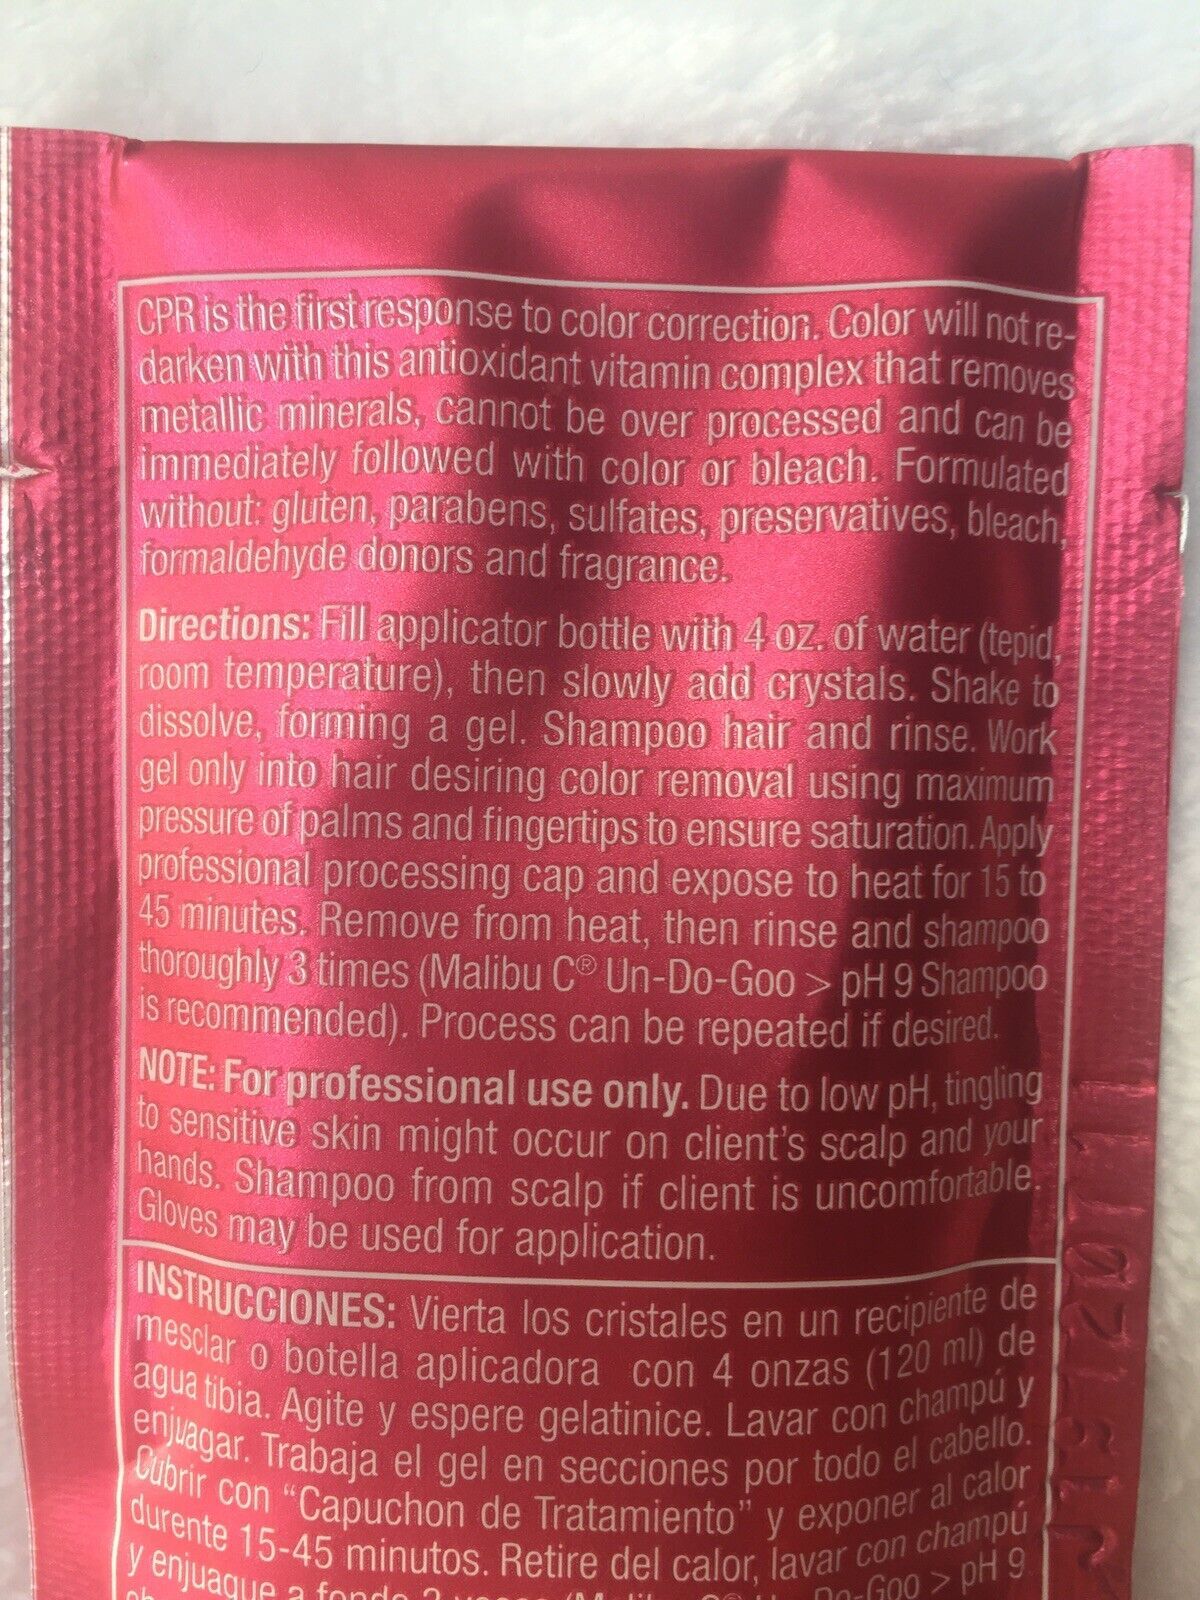 CPR is the first response to color correction. Color will not re-
darken with this antioxidant vitamin complex that removes
metallic minerals, cannot be over processed and can be
immediately followed with color or bleach. Formulated
without: gluten, parabens, sulfates, preservatives, bleach,
formaldehyde donors and fragrance.
Directions: Fill applicator bottle with 4 oz. of water (tepid,
room temperature), then slowly add crystals. Shake to
dissolve, forming a gel. Shampoo hair and rinse. Work
gel only into hair desiring color removal using maximum
pressure of palms and fingertips to ensure saturation. Apply
professional processing cap and expose to heat for 15 to
45 minutes. Remove from heat, then rinse and shampoo
thoroughly 3 times (Malibu C® Un-Do-Goo > pH 9 Shampoo
is recommended). Process can be repeated if desired.
NOTE: For professional use only. Due to low pH, tingling
to sensitive skin might occur on client's scalp and your
hands. Shampoo from scalp if client is uncomfortable.
Gloves may be used for application.
INSTRUCCIONES: Vierta los cristales en un recipiente de
mesclar o botella aplicadora con 4 onzas (120 ml) de
agua tibia. Agite y espere gelatinice. Lavar con champú y
enjuagar. Trabaja el gel en secciones por todo el cabello.
Cubrir con "Capuchon de Tratamiento" y exponer al calor
durente 15-45 minutos. Retire del calor, lavar con champú
y enjuague a fondo Do-Goo > pH 9